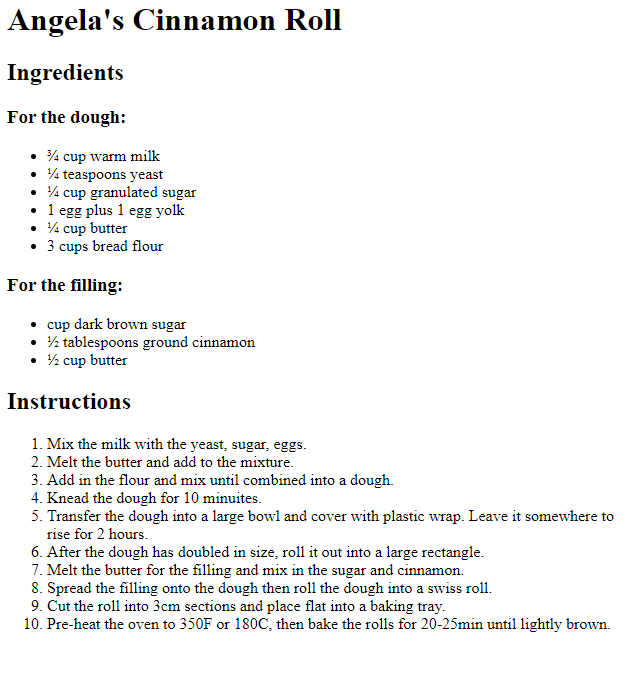 Angela's Cinnamon Roll
Ingredients
For the dough:
• ¾ cup warm milk
• ¼ teaspoons yeast
• ¼ cup granulated sugar
• 1 egg plus 1 egg yolk
• ¼ cup butter
• 3 cups bread flour
For the filling:
• cup dark brown sugar
• ½ tablespoons ground cinnamon
• ½ cup butter
Instructions
1. Mix the milk with the yeast, sugar, eggs.
2. Melt the butter and add to the mixture.
3. Add in the flour and mix until combined into a dough.
4. Knead the dough for 10 minuites.
5. Transfer the dough into a large bowl and cover with plastic wrap. Leave it somewhere to
rise for 2 hours.
6. After the dough has doubled in size, roll it out into a large rectangle.
7. Melt the butter for the filling and mix in the sugar and cinnamon.
8. Spread the filling onto the dough then roll the dough into a swiss roll.
9. Cut the roll into 3cm sections and place flat into a baking tray.
10. Pre-heat the oven to 350F or 180C, then bake the rolls for 20-25min until lightly brown.